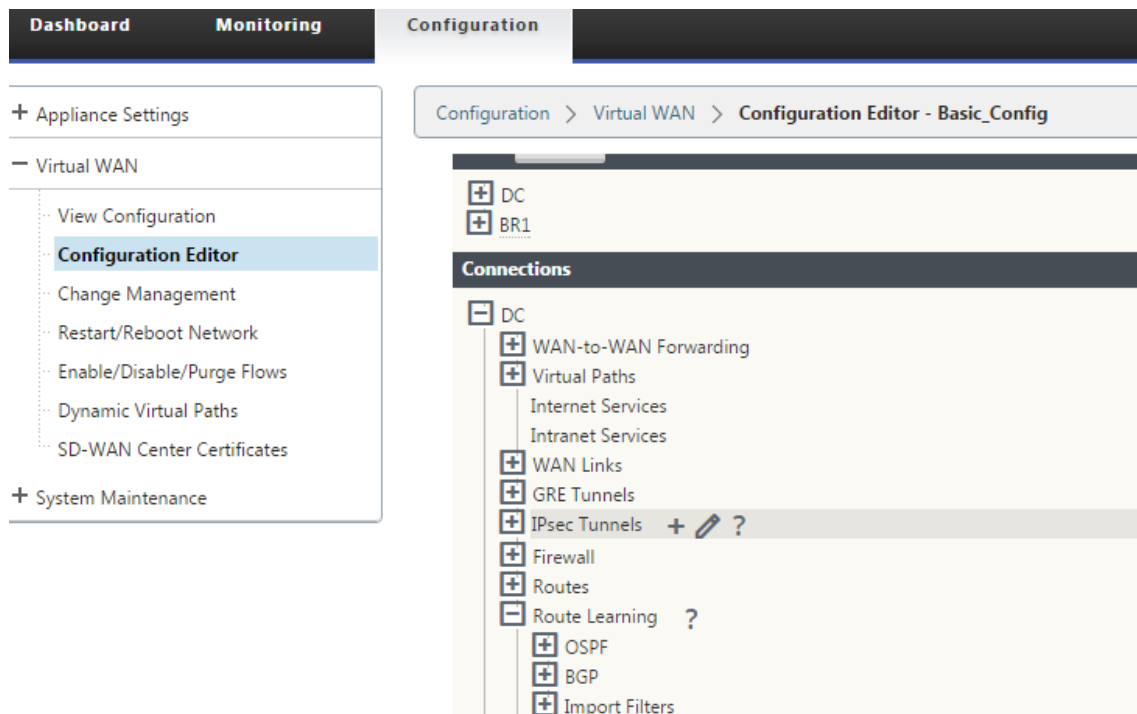 Dashboard Monitoring Configuration
+ Appliance Settings
− Virtual WAN
View Configuration
Configuration Editor
Change Management
Restart/Reboot Network
Enable/Disable/Purge Flows
Dynamic Virtual Paths
SD-WAN Center Certificates
+ System Maintenance
Configuration > Virtual WAN > Configuration Editor - Basic_Config
+ DC
+ BR1
Connections
− DC
+ WAN-to-WAN Forwarding
+ Virtual Paths
Internet Services
Intranet Services
+ WAN Links
+ GRE Tunnels
+ IPsec Tunnels + ?
+ Firewall
+ Routes
− Route Learning ?
+ OSPF
+ BGP
+ Import Filters